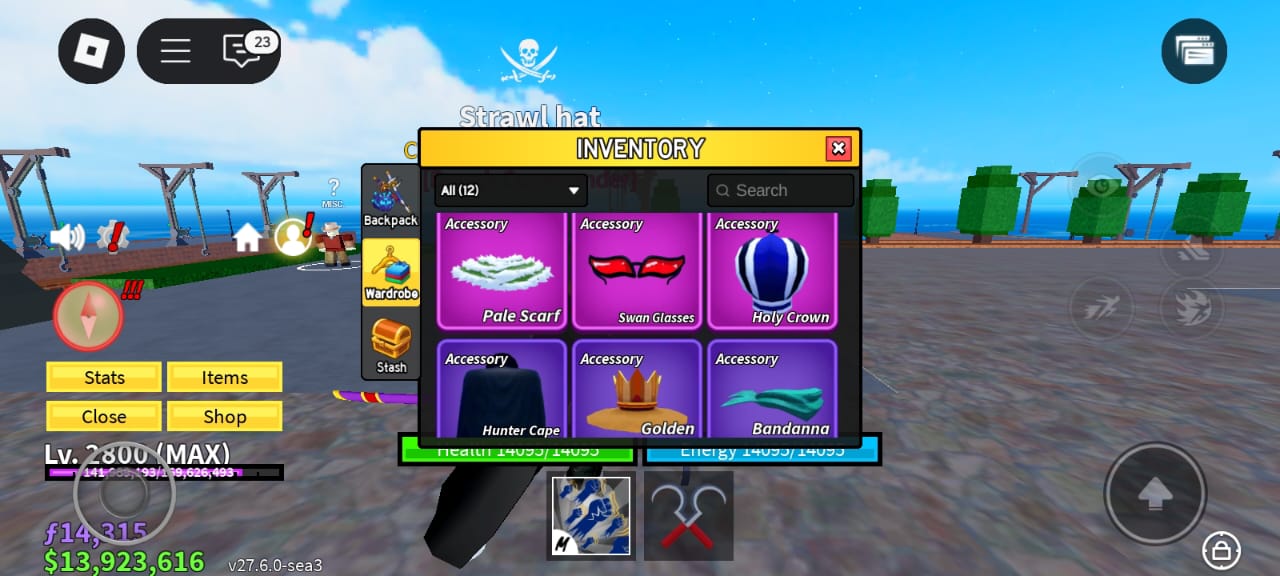 23
Strawl hat
INVENTORY
All (12)
Search
?
MISC.
Backpack
Wardrobe
Stash
Accessory
Accessory
Accessory
Pale Scarf
Swan Glasses
Holy Crown
Accessory
Accessory
Accessory
Hunter Cape
Golden
Bandanna
Stats
Items
Close
Shop
Health 14095/14095
Energy 14095/14095
Lv. 2800 (MAX)
ƒ14,315
$13,923,616
v27.6.0-sea3
M